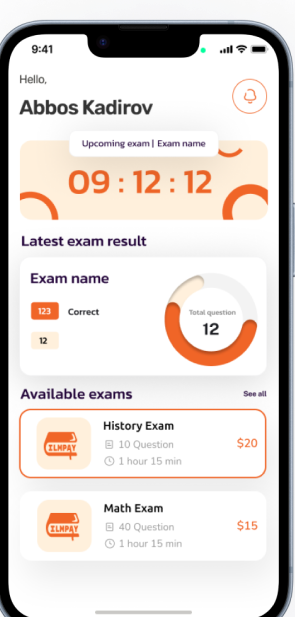 9:41
Hello,
Abbos Kadirov
Upcoming exam | Exam name
09 : 12 : 12
Latest exam result
Exam name
123 Correct
12
Total question
12
Available exams See all
ILMPAY
History Exam
10 Question
1 hour 15 min
$20
ILMPAY
Math Exam
40 Question
1 hour 15 min
$15